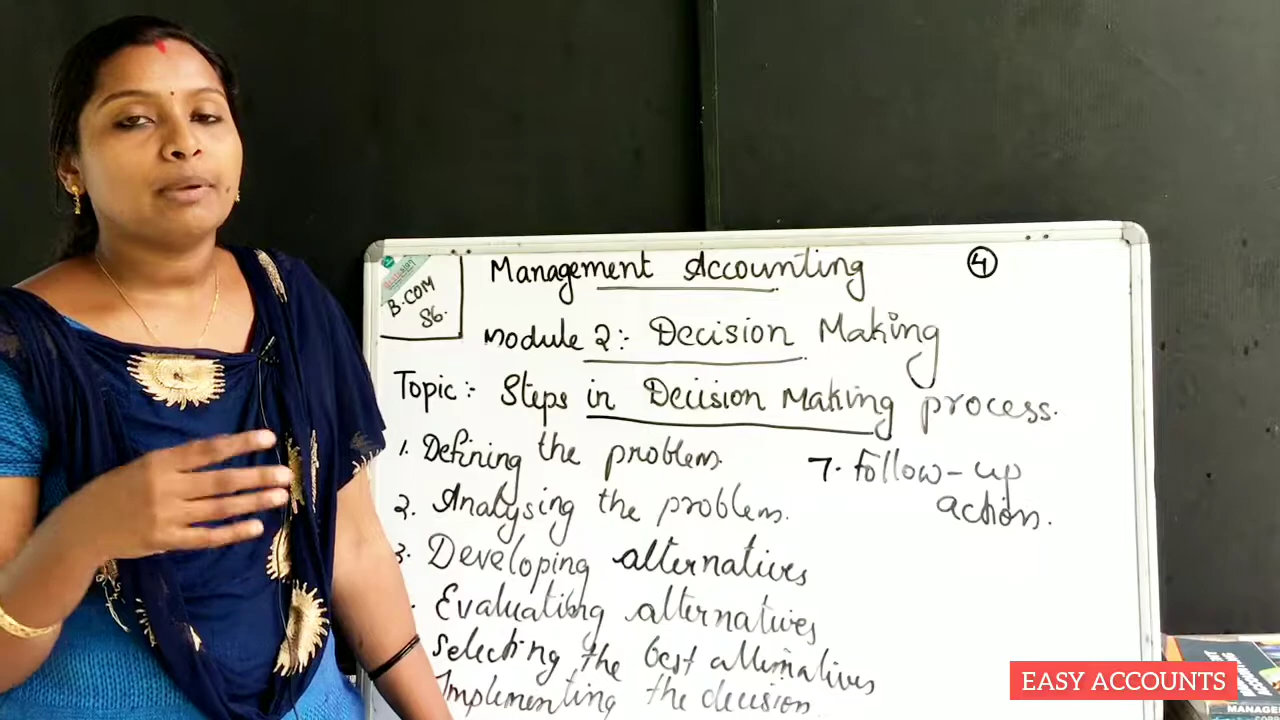 B.COM
S6.
Management Accounting
4
Module 2:- Decision Making
Topic:- Steps in Decision Making process.
1. Defining the problem.
2. Analysing the problem.
3. Developing alternatives
Evaluating alternatives
Selecting the best alternatives
Implementing the decision
7. Follow-up
action.
EASY ACCOUNTS
MANAGEM